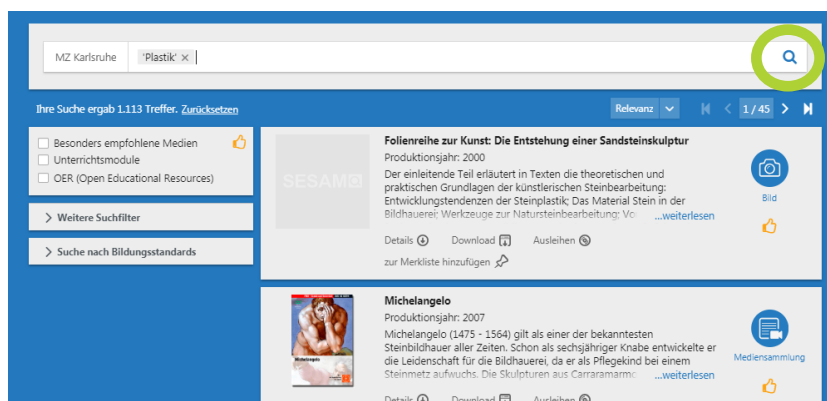 MZ Karlsruhe 'Plastik' ×
Ihre Suche ergab 1.113 Treffer. Zurücksetzen
Relevanz 1 / 45
Besonders empfohlene Medien
Unterrichtsmodule
OER (Open Educational Resources)
Weitere Suchfilter
Suche nach Bildungsstandards
SESAM
Folienreihe zur Kunst: Die Entstehung einer Sandsteinskulptur
Produktionsjahr: 2000
Der einleitende Teil erläutert in Texten die theoretischen und
praktischen Grundlagen der künstlerischen Steinbearbeitung:
Entwicklungstendenzen der Steinplastik; Das Material Stein in der
Bildhauerei; Werkzeuge zur Natursteinbearbeitung; Vo ...weiterlesen
Details Download Ausleihen
zur Merkliste hinzufügen
Bild
Michelangelo
Michelangelo
Produktionsjahr: 2007
Michelangelo (1475 - 1564) gilt als einer der bekanntesten
Steinbildhauer aller Zeiten. Schon als sechsjähriger Knabe entwickelte er
die Leidenschaft für die Bildhauerei, da er als Pflegekind bei einem
Steinmetz aufwuchs. Die Skulpturen aus Carraramarmo ...weiterlesen
Details Download Ausleihen
Mediensammlung